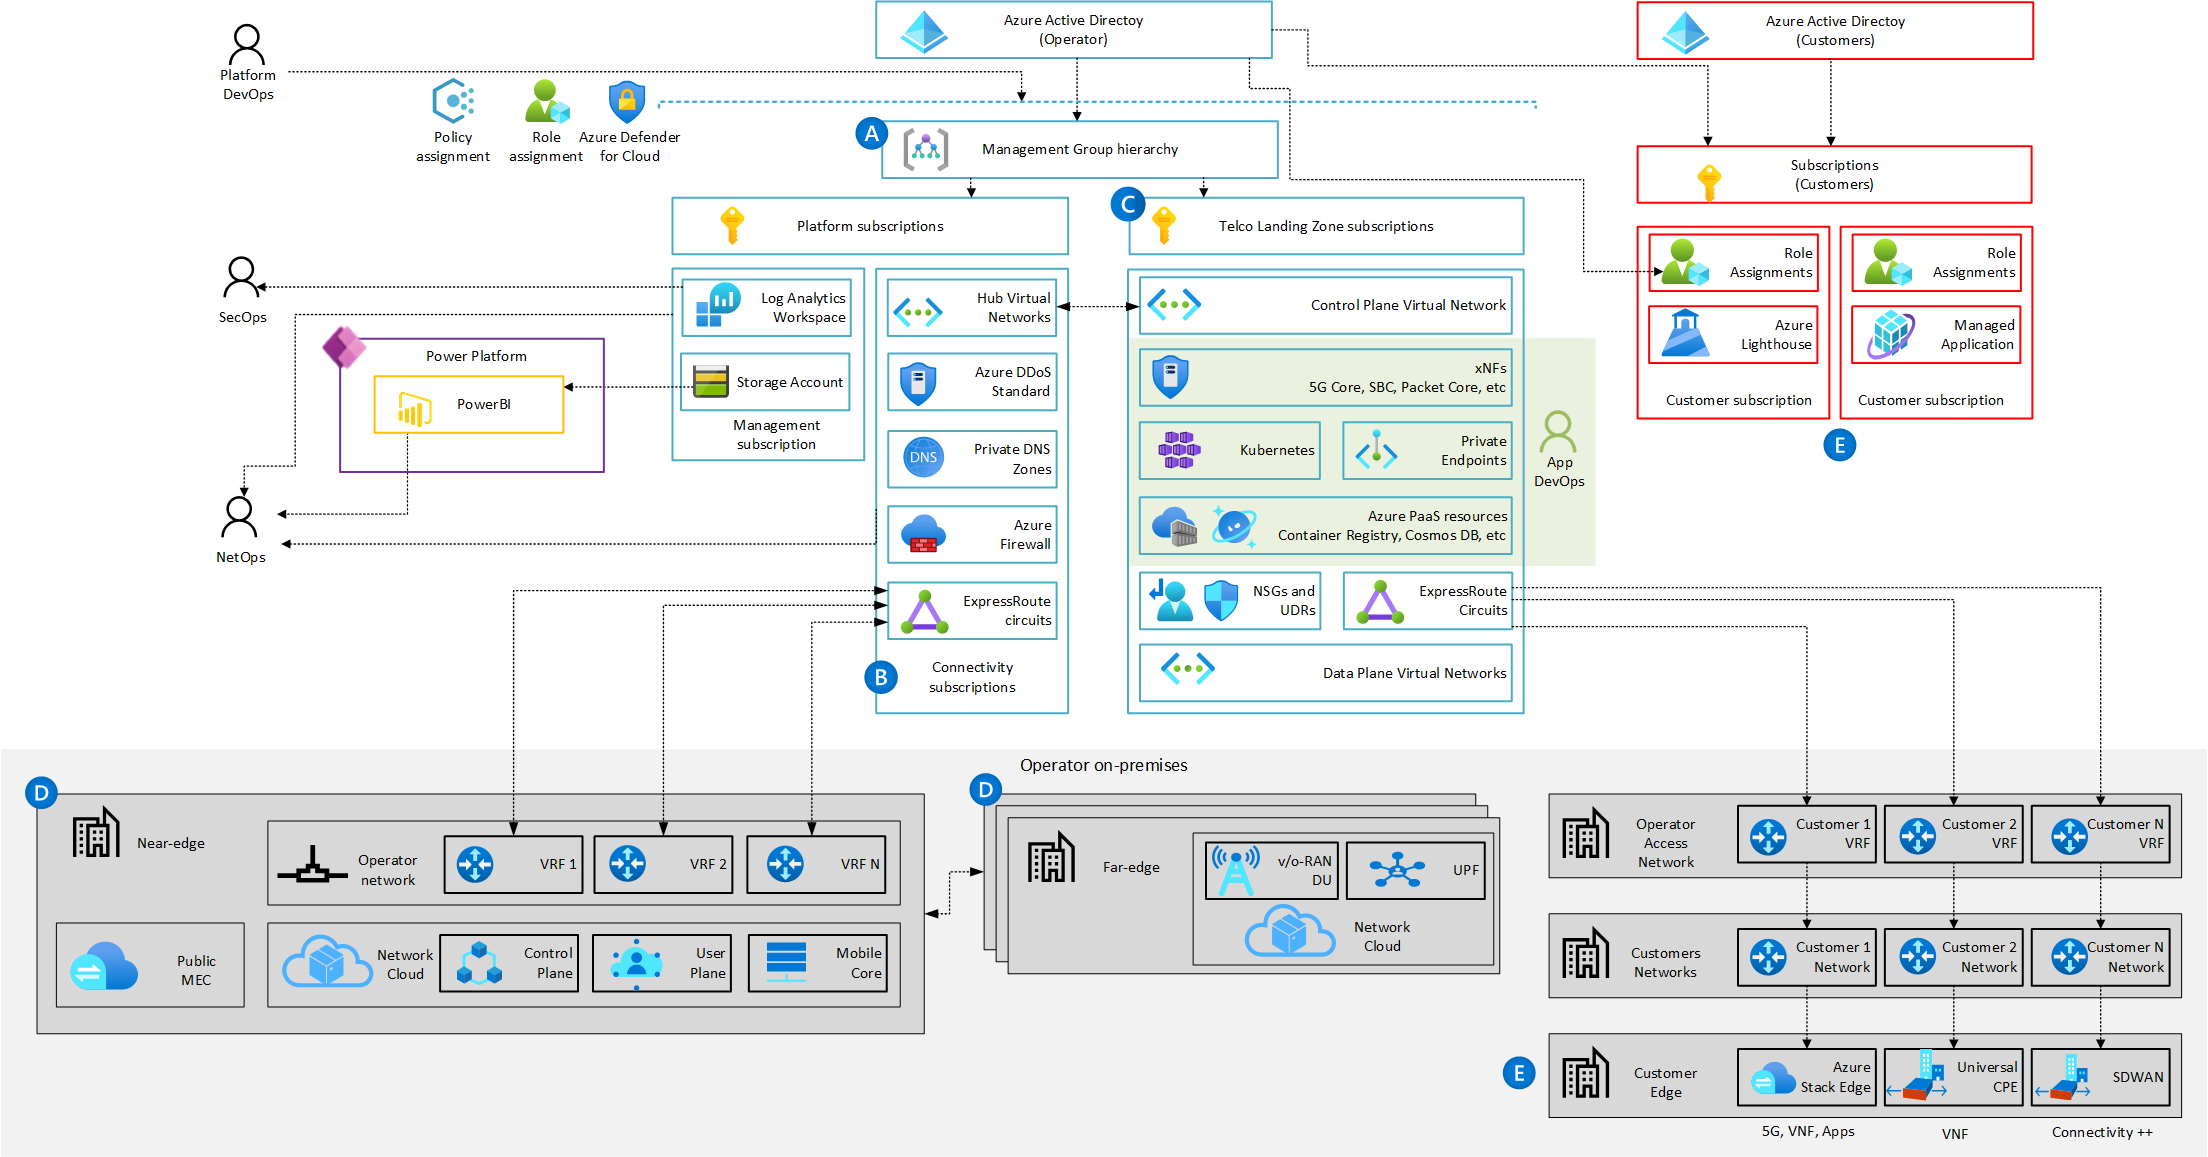 Platform
DevOps
Policy
assignment
Role
assignment
Azure Defender
for Cloud
Azure Active Directoy
(Operator)
Azure Active Directoy
(Customers)
A
Management Group hierarchy
Subscriptions
(Customers)
Platform subscriptions
C
Telco Landing Zone subscriptions
SecOps
Log Analytics
Workspace
Storage Account
Management
subscription
Power Platform
PowerBI
NetOps
Hub Virtual
Networks
Azure DDoS
Standard
DNS
Private DNS
Zones
Azure
Firewall
ExpressRoute
circuits
B
Connectivity
subscriptions
Control Plane Virtual Network
xNFs
5G Core, SBC, Packet Core, etc
Kubernetes
Private
Endpoints
App
DevOps
Azure PaaS resources
Container Registry, Cosmos DB, etc
NSGs and
UDRs
ExpressRoute
Circuits
Data Plane Virtual Networks
Role
Assignments
Azure
Lighthouse
Customer subscription
Role
Assignments
Managed
Application
Customer subscription
E
Operator on-premises
D
Near-edge
Operator
network
VRF 1
VRF 2
VRF N
Public
MEC
Network
Cloud
Control
Plane
User
Plane
Mobile
Core
D
Far-edge
v/o-RAN
DU
UPF
Network
Cloud
Operator
Access
Network
Customer 1
VRF
Customer 2
VRF
Customer N
VRF
Customers
Networks
Customer 1
Network
Customer 2
Network
Customer N
Network
E
Customer
Edge
Azure
Stack Edge
Universal
CPE
SDWAN
5G, VNF, Apps
VNF
Connectivity ++